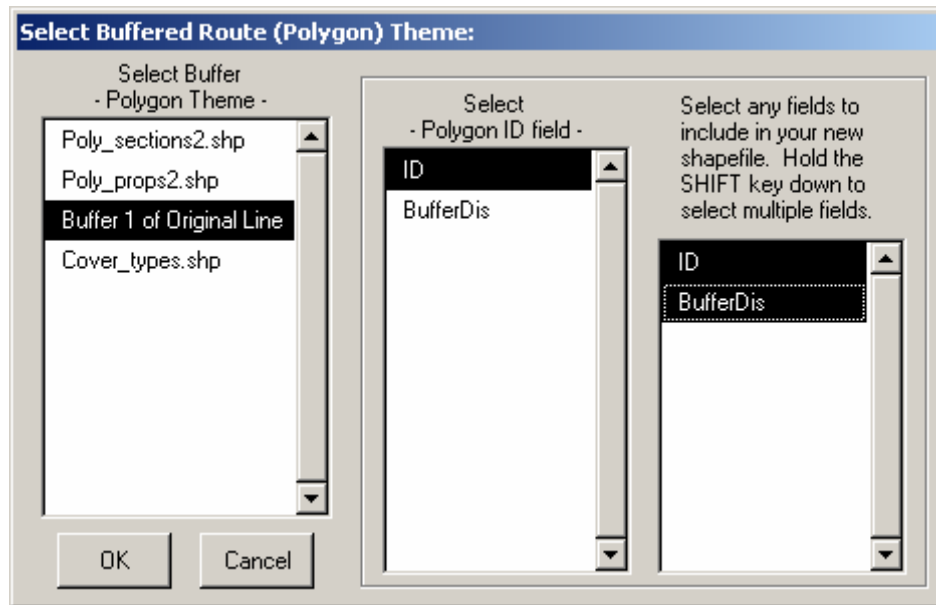 Select Buffered Route (Polygon) Theme:
Select Buffer
- Polygon Theme -
Poly_sections2.shp
Poly_props2.shp
Buffer 1 of Original Line
Cover_types.shp
OK
Cancel
Select
- Polygon ID field -
ID
BufferDis
Select any fields to
include in your new
shapefile.  Hold the
SHIFT key down to
select multiple fields.
ID
BufferDis